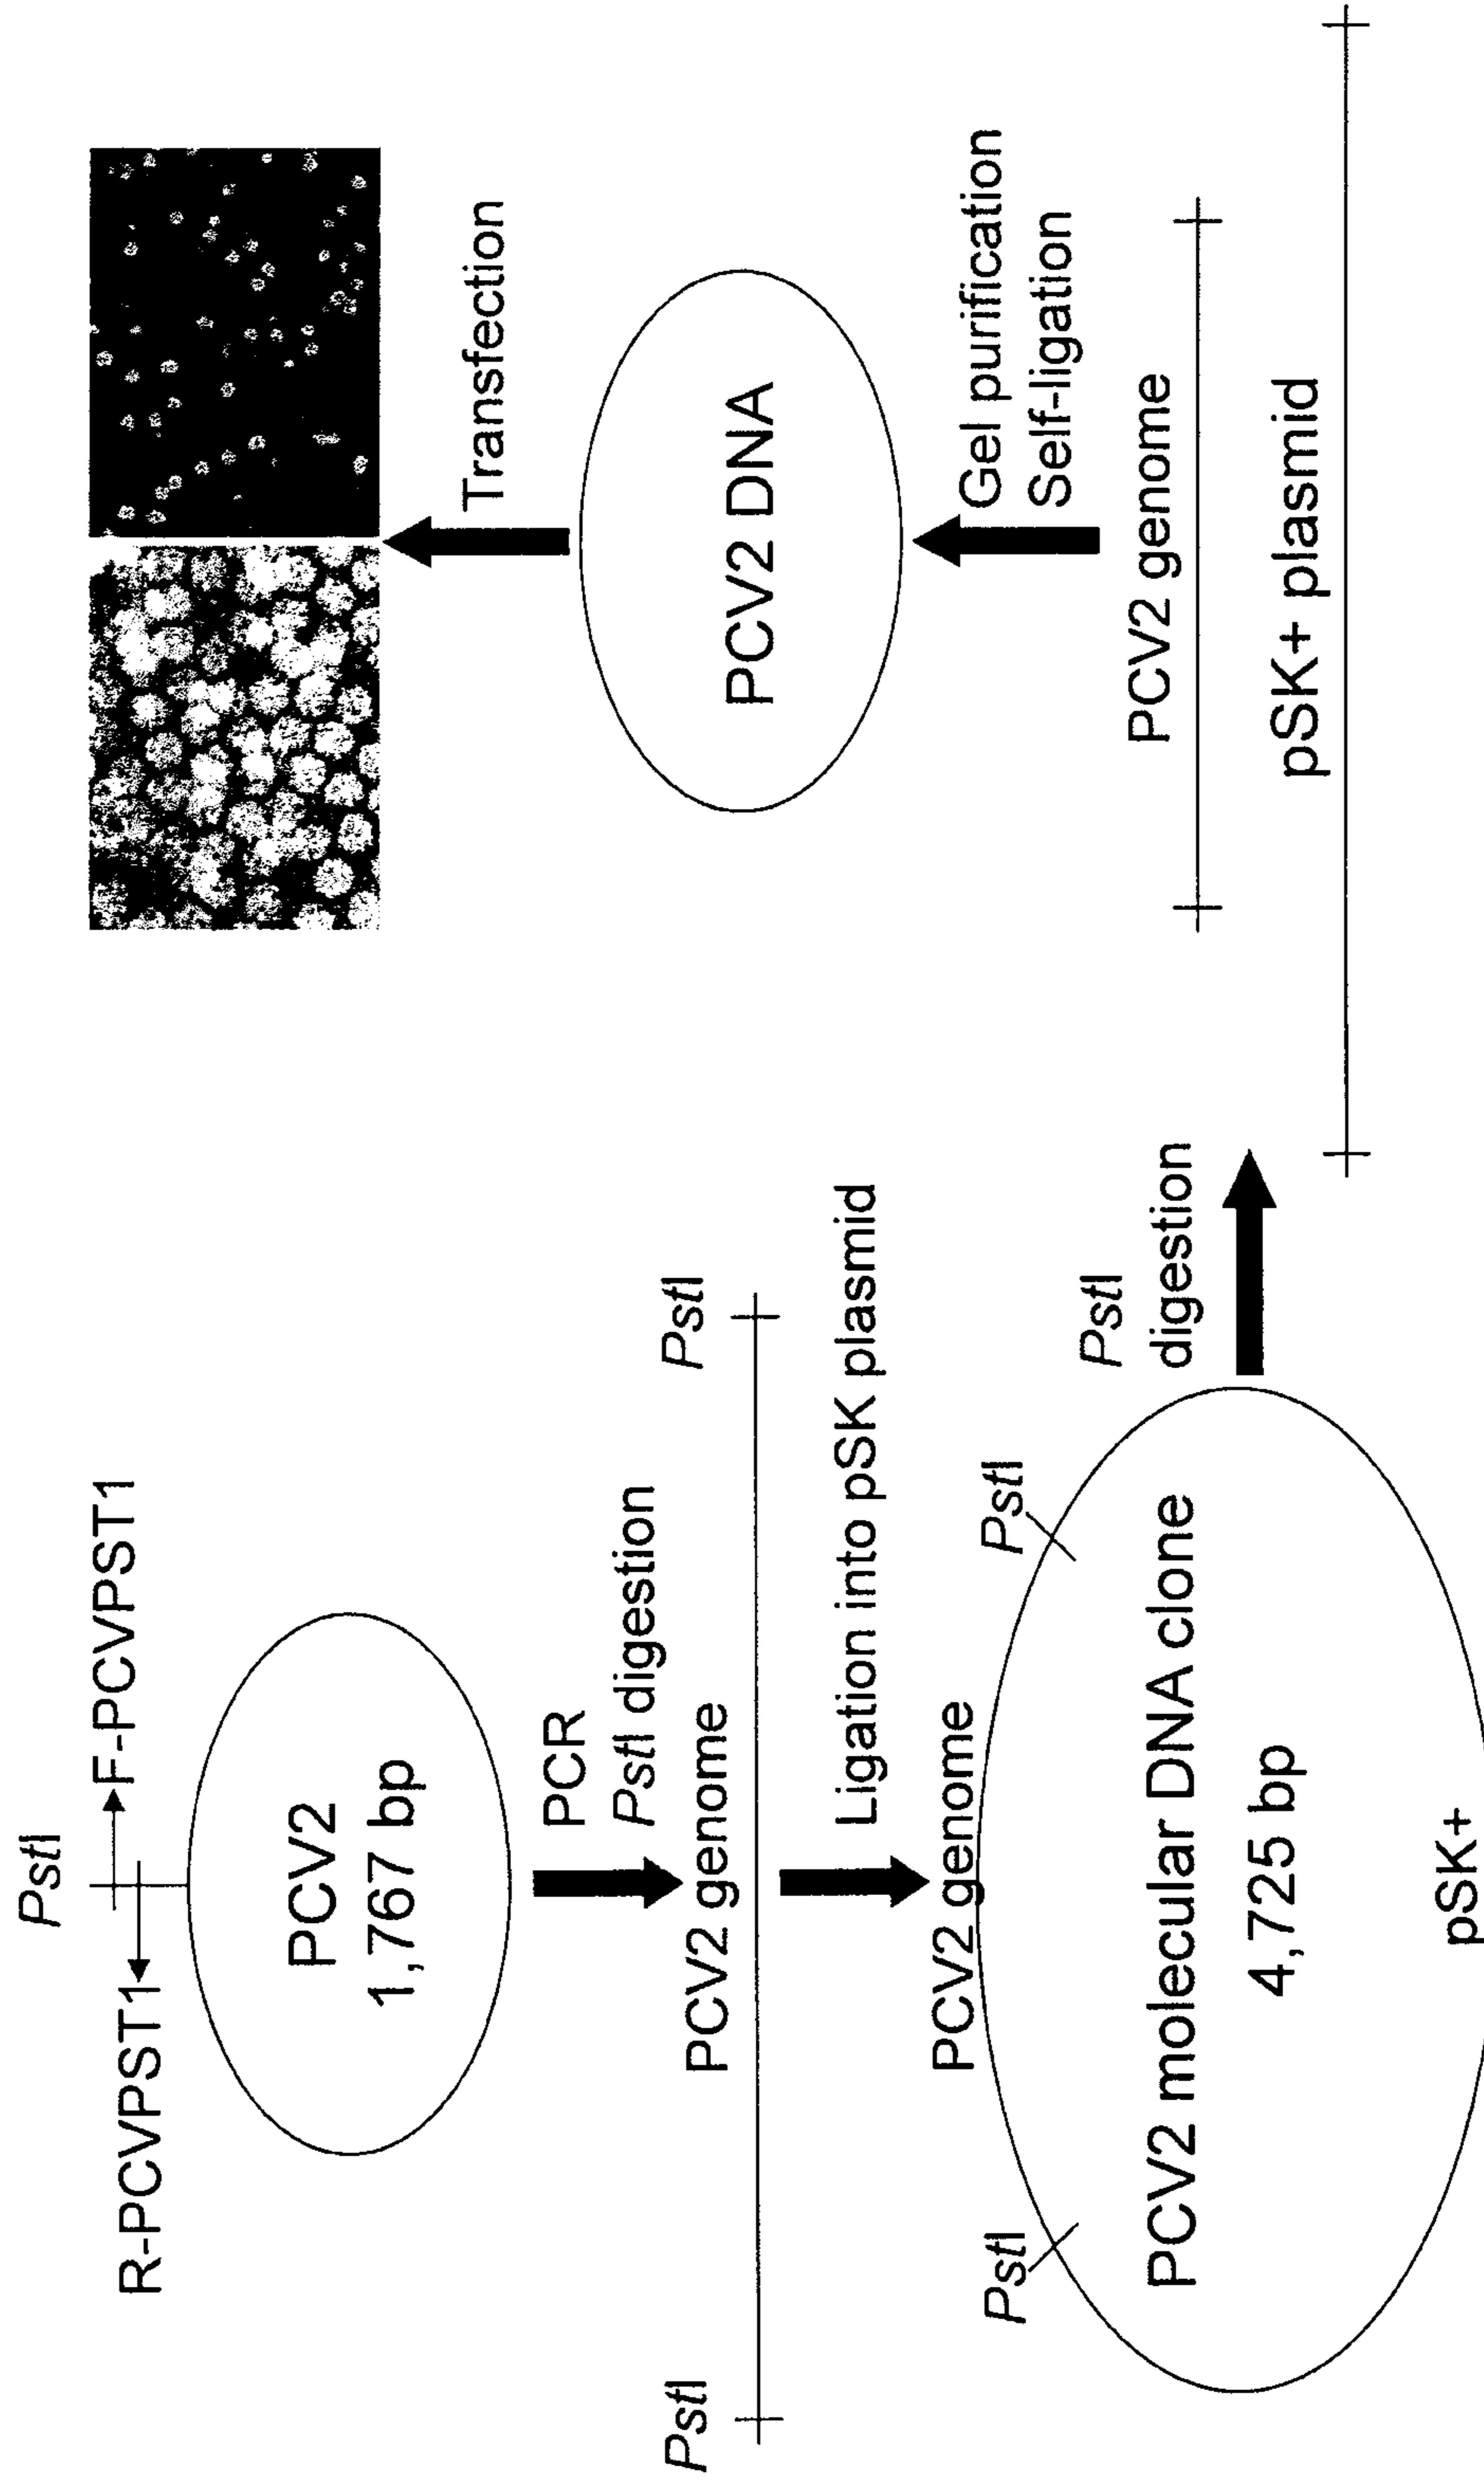 PstI
F-PCVPST1
R-PCVPST1
PCV2
1,767 bp
PCR
PstI digestion
PCV2 genome
PstI
PstI
Ligation into pSK plasmid
PCV2 genome
PstI
PstI
PCV2 molecular DNA clone
4,725 bp
pSK+
PstI
digestion
pSK+ plasmid
PCV2 genome
Gel purification
Self-ligation
PCV2 DNA
Transfection